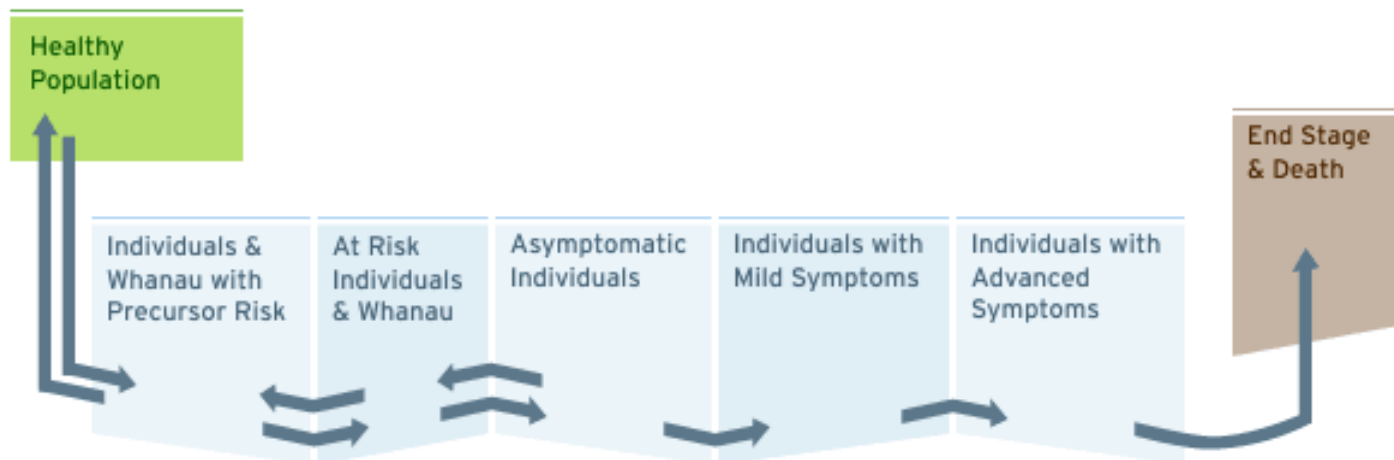 Healthy
Population
End Stage
& Death
Individuals &
Whanau with
Precursor Risk
At Risk
Individuals
& Whanau
Asymptomatic
Individuals
Individuals with
Mild Symptoms
Individuals with
Advanced
Symptoms